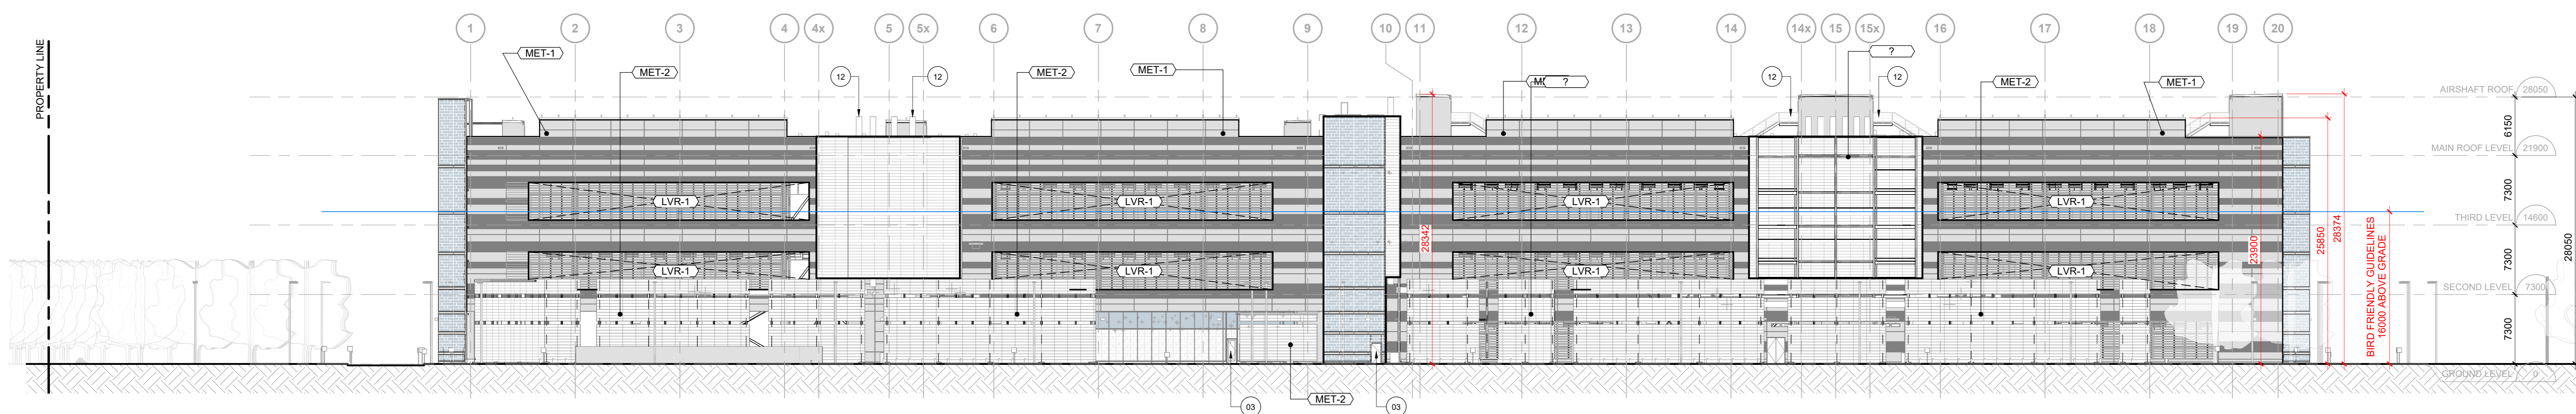 1
2
3
4
4x
5
5x
6
7
8
9
10
11
12
13
14
14x
15
15x
16
17
18
19
20
PROPERTY LINE
MET-1
MET-2
12
12
MET-2
MET-1
?
12
?
12
MET-2
MET-1
AIRSHAFT ROOF 28050
6150
MAIN ROOF LEVEL 21900
7300
THIRD LEVEL 14600
7300
SECOND LEVEL 7300
7300
GROUND LEVEL 0
28050
LVR-1
LVR-1
LVR-1
LVR-1
LVR-1
LVR-1
LVR-1
LVR-1
28342
23900
25850
28374
BIRD FRIENDLY GUIDELINES
16000 ABOVE GRADE
MET-2
03
03